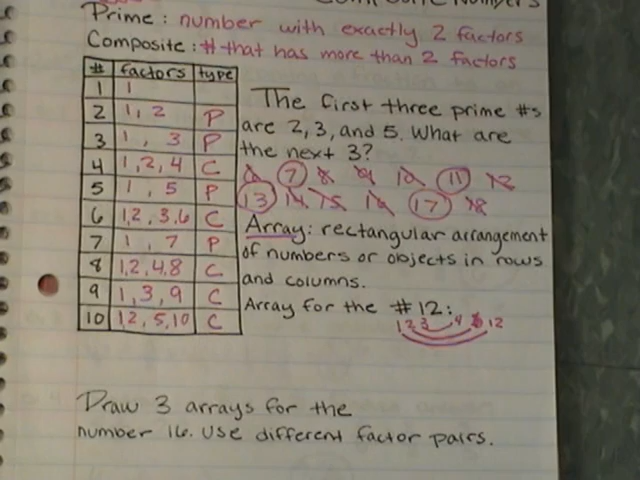 Composite Numbers
Prime: number with exactly 2 factors
Composite: # that has more than 2 factors
# factors type
1 1
2 1, 2 P
3 1, 3 P
4 1, 2, 4 C
5 1, 5 P
6 1, 2, 3, 6 C
7 1, 7 P
8 1, 2, 4, 8 C
9 1, 3, 9 C
10 1, 2, 5, 10 C
The first three prime #s
are 2, 3, and 5. What are
the next 3?
6 7 8 9 10 11 12
13 14 15 16 17 18
Array: rectangular arrangement
of numbers or objects in rows
and columns.
Array for the #12:
1 2 3 4 6 12
Draw 3 arrays for the
number 16. Use different factor pairs.